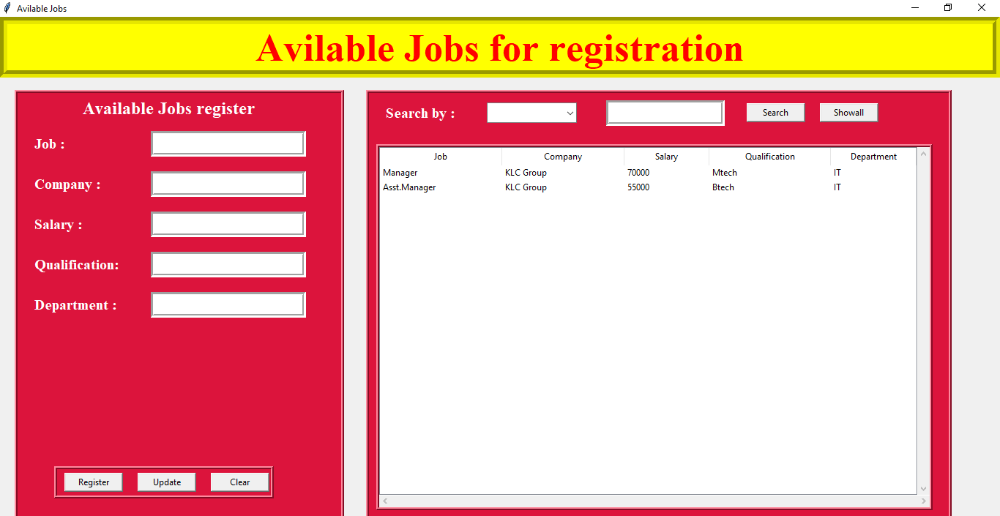 Avilable Jobs
Avilable Jobs for registration
Available Jobs register
Job :
Company :
Salary :
Qualification:
Department :
Register Update Clear
Search by : Search Showall
Job Company Salary Qualification Department
Manager KLC Group 70000 Mtech IT
Asst.Manager KLC Group 55000 Btech IT